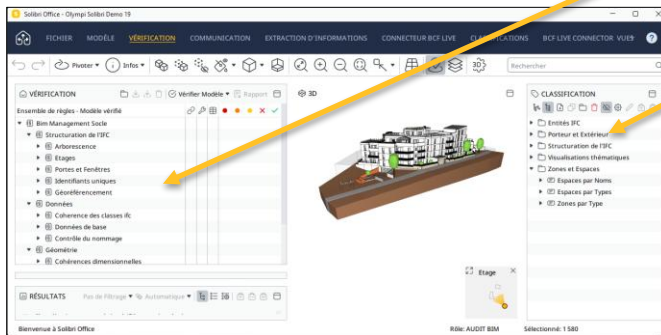 Solibri Office - Olympi Solibri Demo 19
FICHIER MODÈLE VÉRIFICATION COMMUNICATION EXTRACTION D'INFORMATIONS CONNECTEUR BCF LIVE CLASSIFICATIONS BCF LIVE CONNECTOR VUES
Pivoter Infos 3D Rechercher
VÉRIFICATION Vérifier Modèle Rapport
3D
CLASSIFICATION
Ensemble de règles - Modèle vérifié
Bim Management Socle
Structuration de l'IFC
Arborescence
Etages
Portes et Fenêtres
Identifiants uniques
Géoréférencement
Données
Coherence des classes ifc
Données de base
Contrôle du nommage
Géométrie
Cohérences dimensionnelles
Entités IFC
Porteur et Extérieur
Structuration de l'IFC
Visualisations thématiques
Zones et Espaces
Espaces par Noms
Espaces par Types
Zones par Type
Etage
RÉSULTATS Pas de Filtrage Automatique
Bienvenue à Solibri Office
Rôle: AUDIT BIM
Sélectionné: 1 580